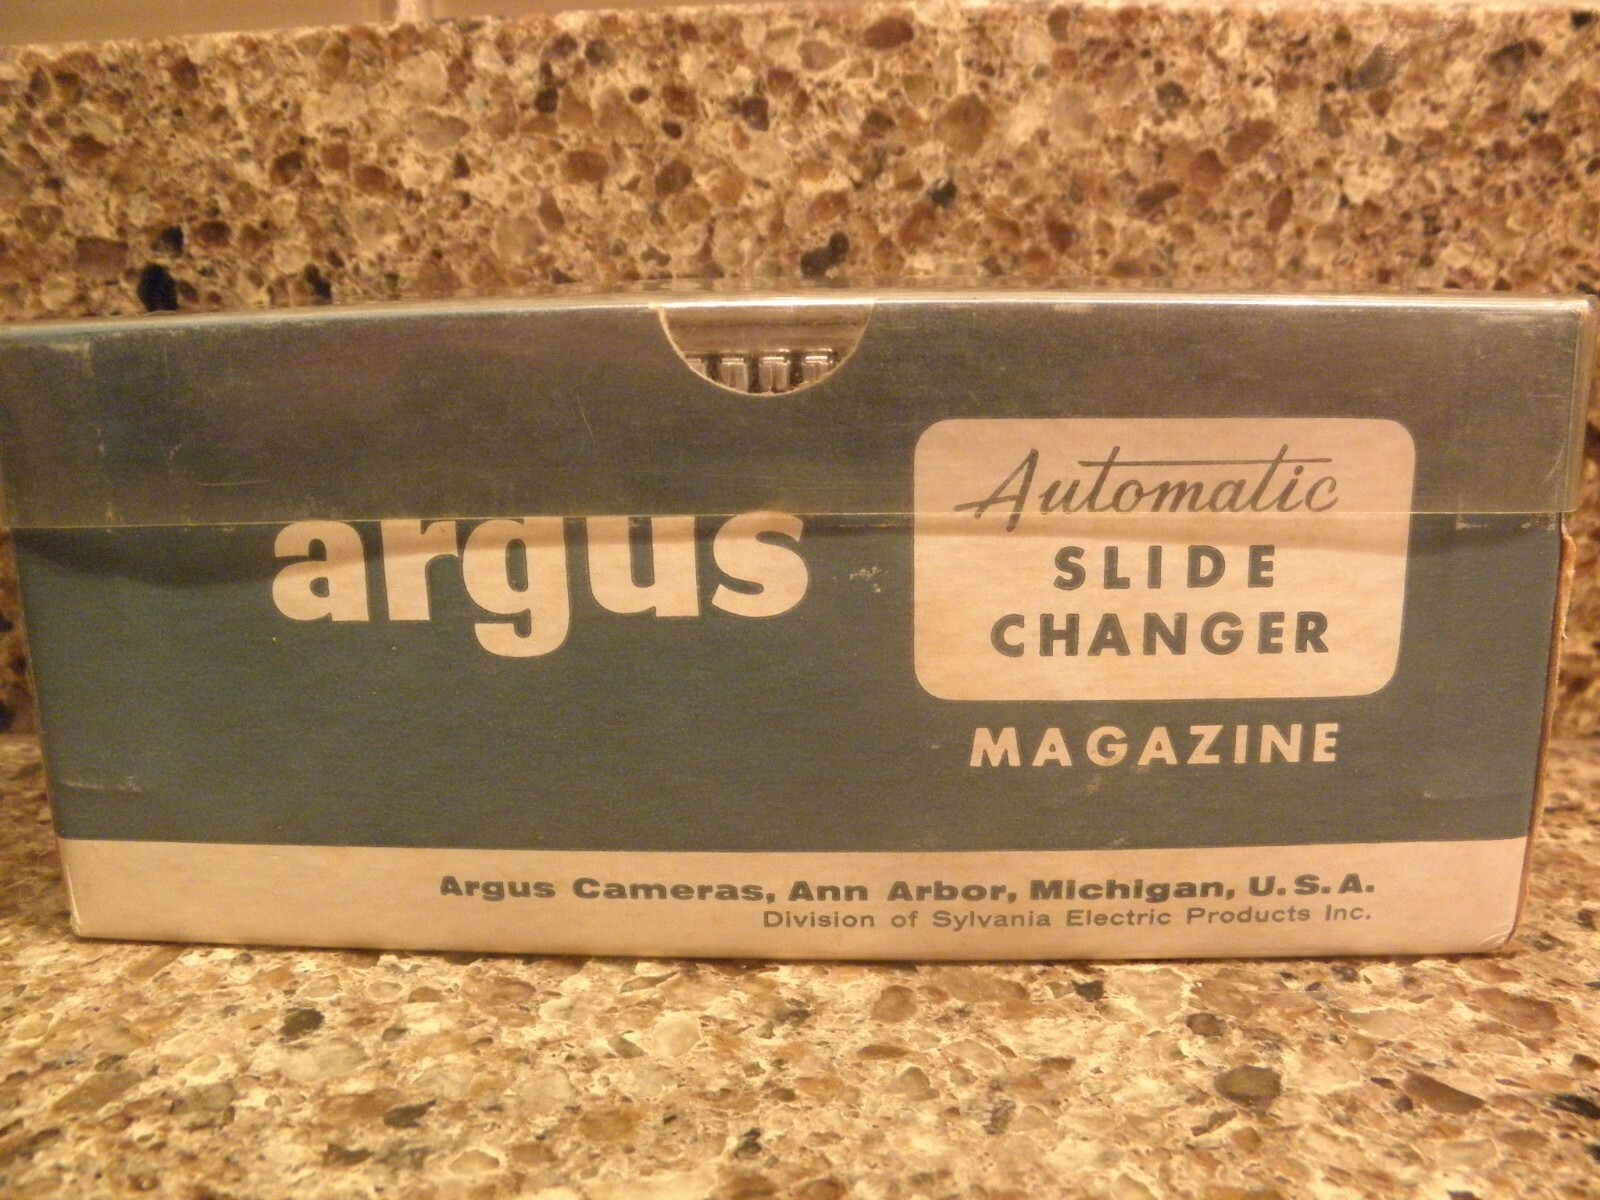 argus
Automatic
SLIDE
CHANGER
MAGAZINE
Argus Cameras, Ann Arbor, Michigan, U.S.A.
Division of Sylvania Electric Products Inc.